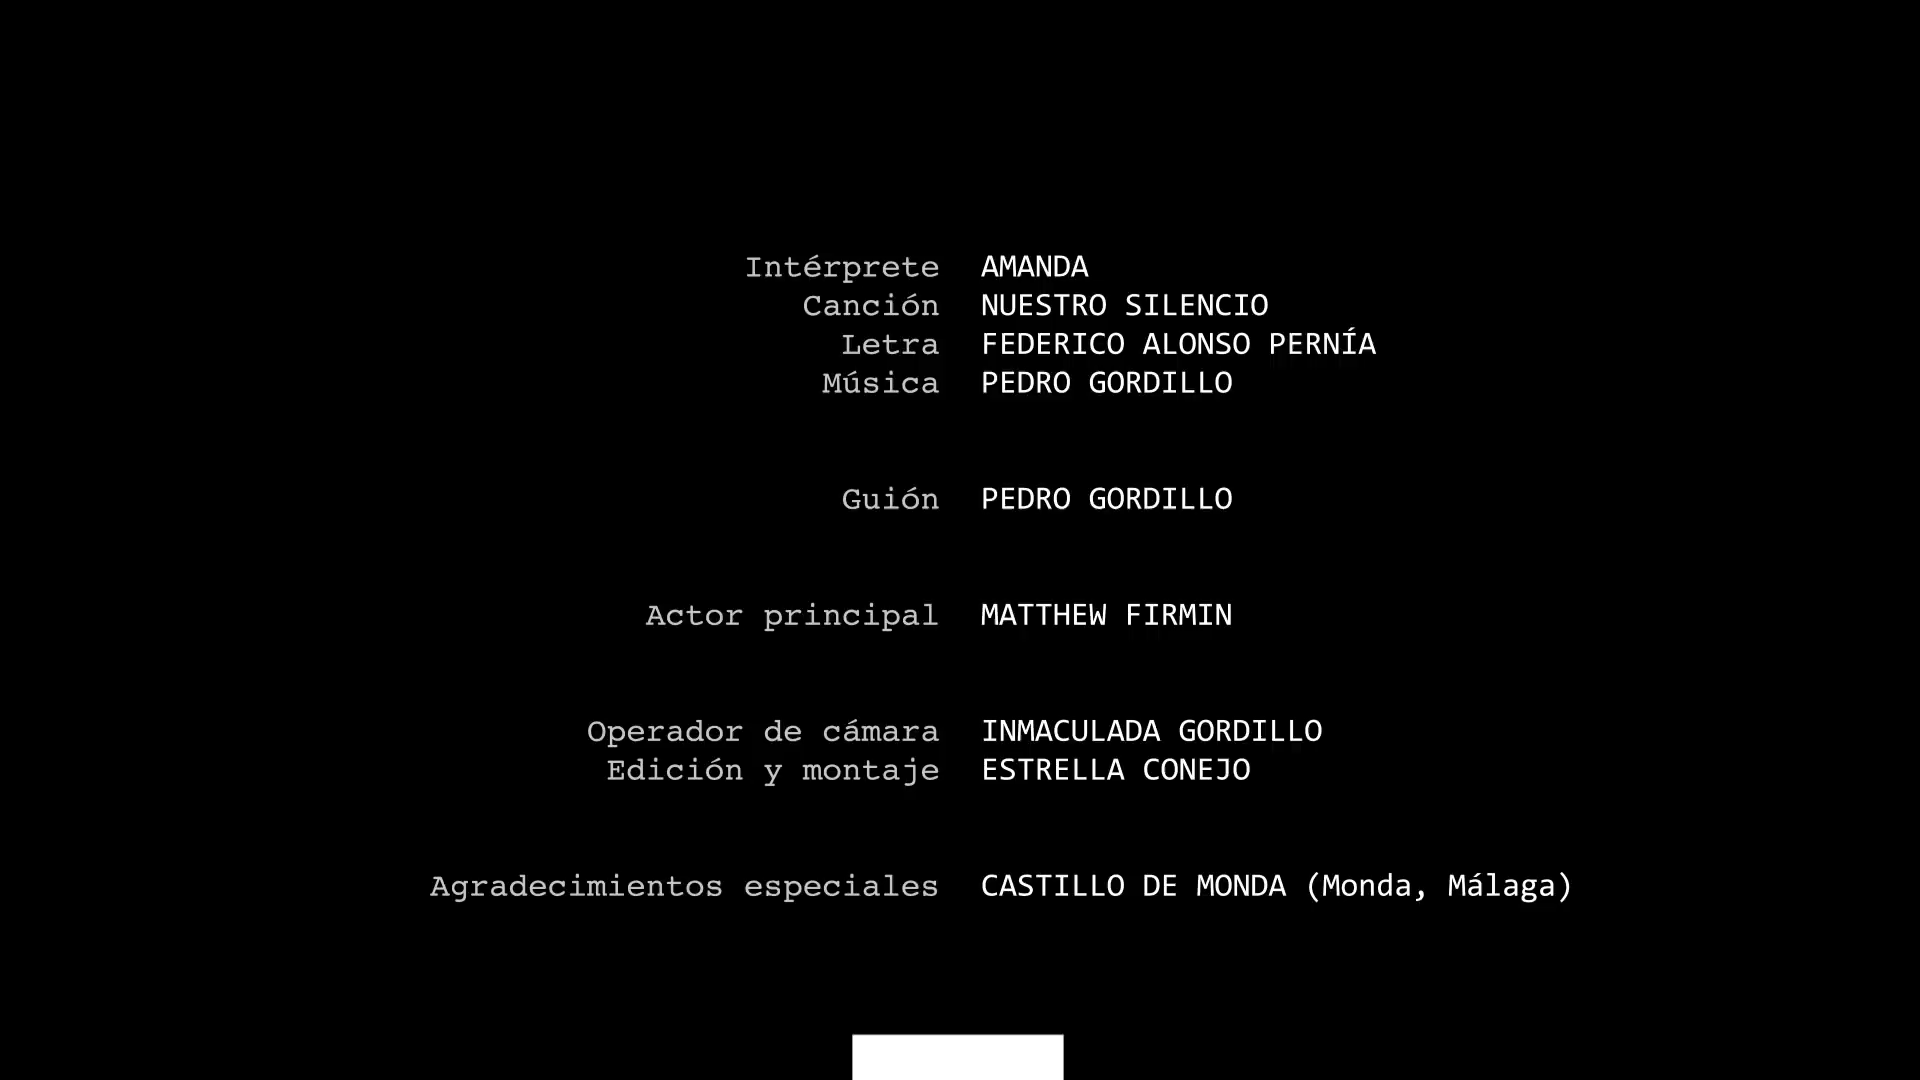 Intérprete AMANDA
Canción NUESTRO SILENCIO
Letra FEDERICO ALONSO PERNÍA
Música PEDRO GORDILLO
Guión PEDRO GORDILLO
Actor principal MATTHEW FIRMIN
Operador de cámara INMACULADA GORDILLO
Edición y montaje ESTRELLA CONEJO
Agradecimientos especiales CASTILLO DE MONDA (Monda, Málaga)